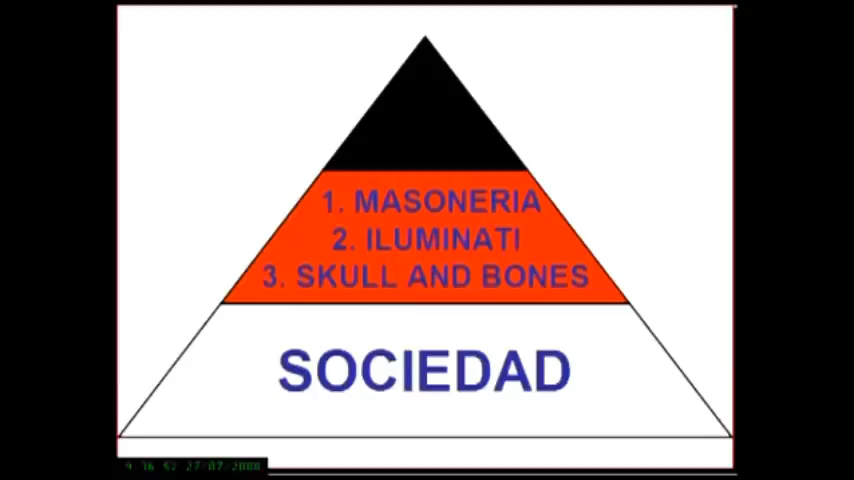 1. MASONERIA
2. ILUMINATI
3. SKULL AND BONES
SOCIEDAD